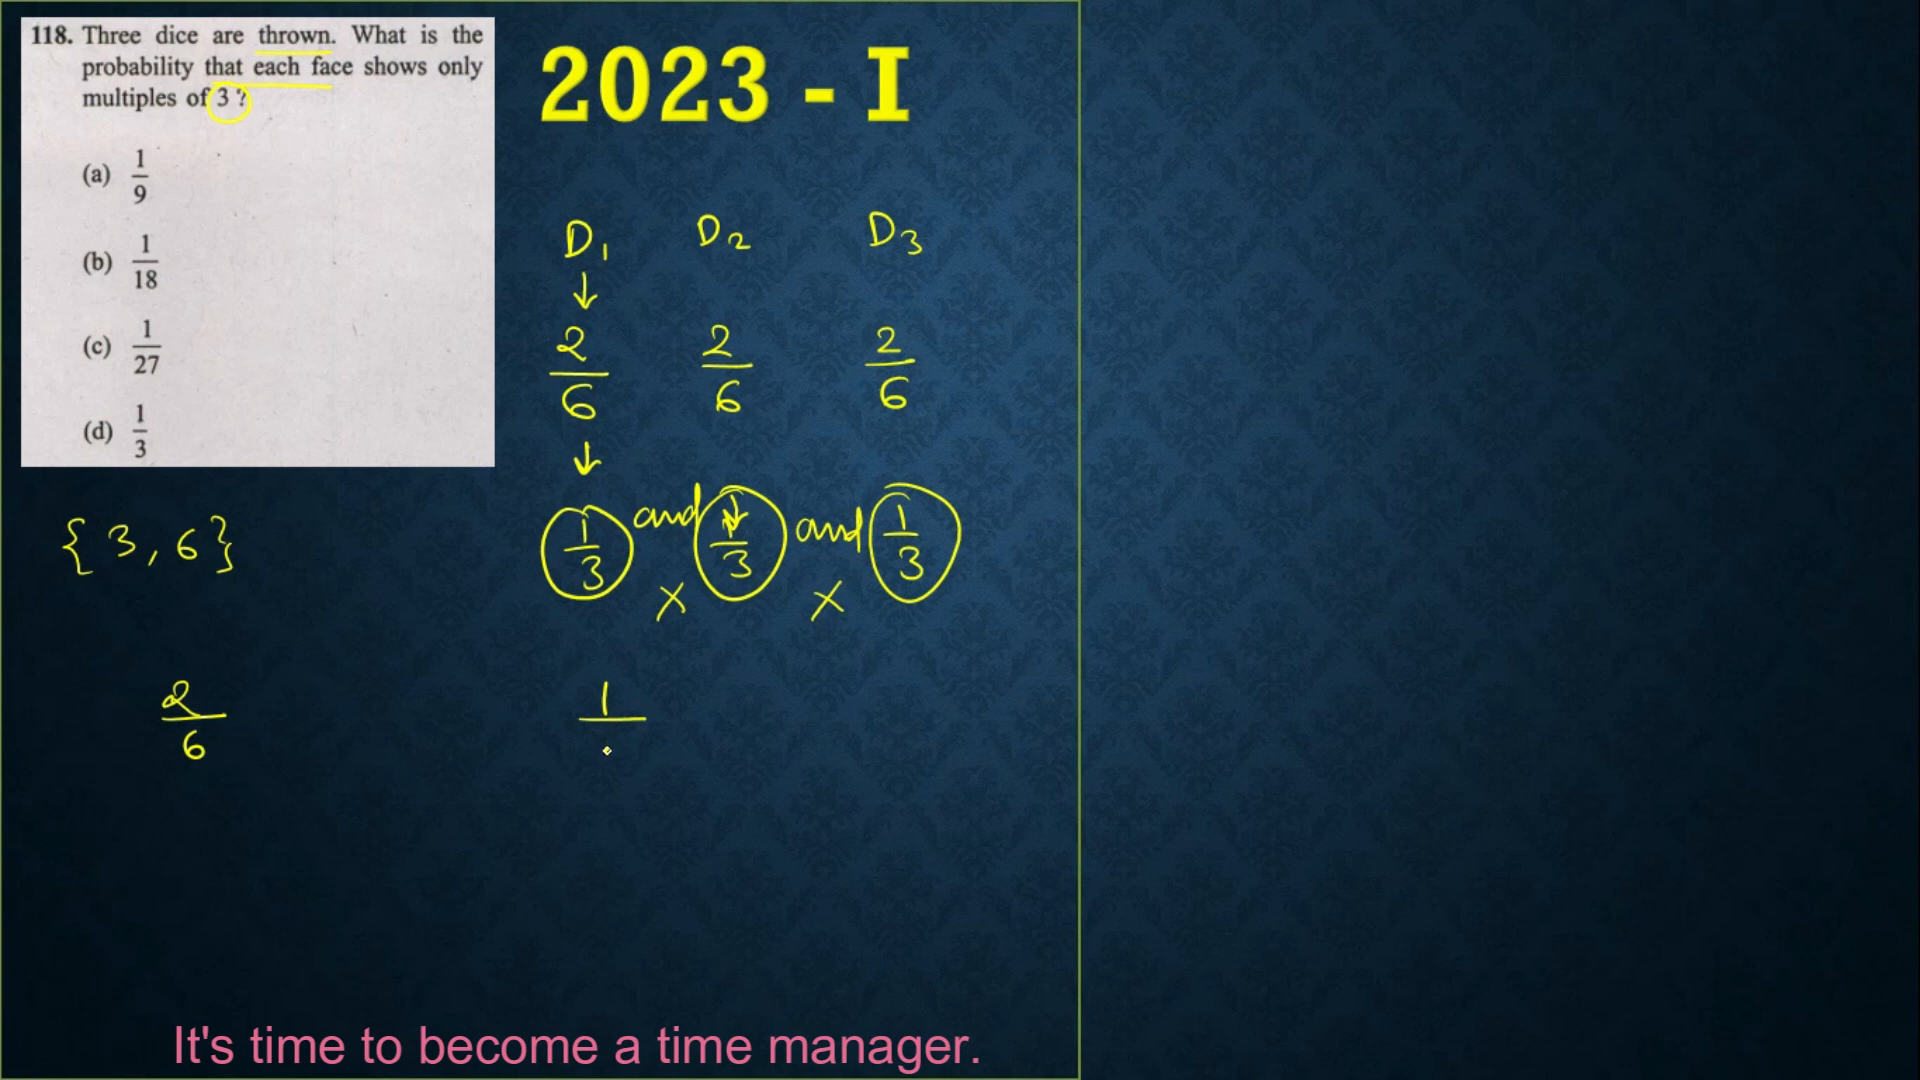 118. Three dice are thrown. What is the
probability that each face shows only
multiples of 3 ?
(a) 1/9
(b) 1/18
(c) 1/27
(d) 1/3
2023 - I
D1 D2 D3
↓
2/6 2/6 2/6
↓
1/3 and 1/3 and 1/3
× ×
{3, 6}
2/6
1
It's time to become a time manager.